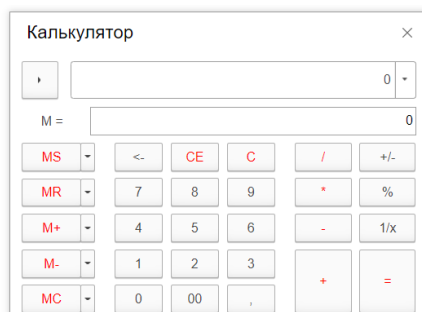 Калькулятор
0
M = 0
MS <- CE C / +/-
MR 7 8 9 * %
M+ 4 5 6 - 1/x
M- 1 2 3 + =
MC 0 00 ,